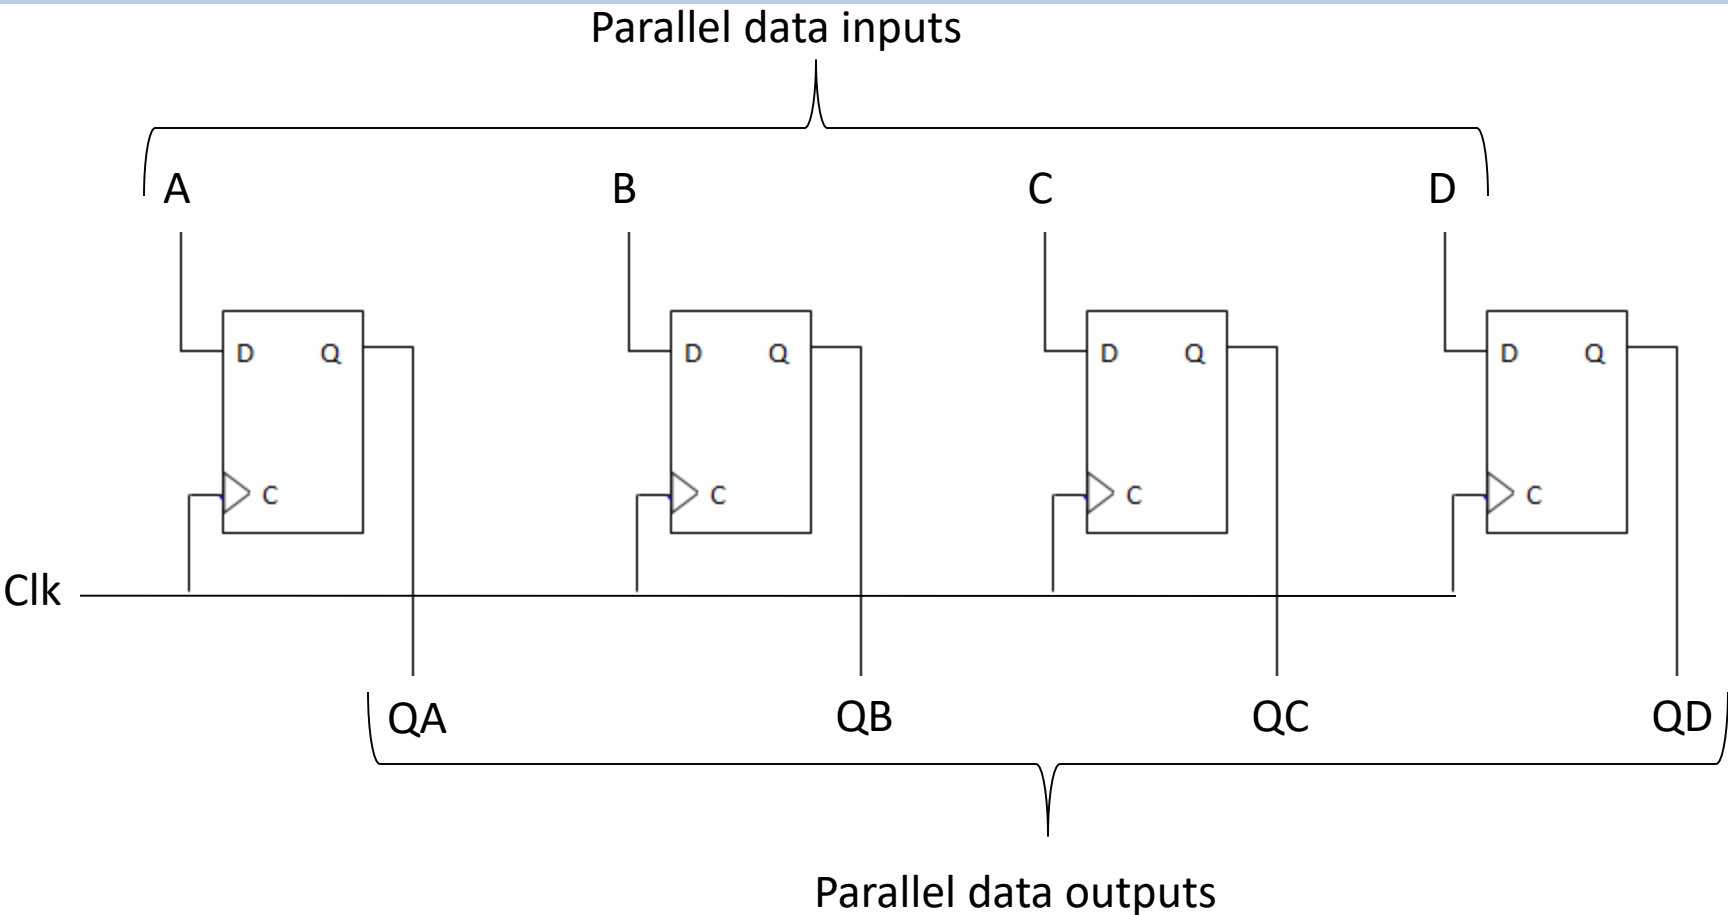 Parallel data inputs
A B C D
D Q D Q D Q D Q
C C C C
Clk
QA QB QC QD
Parallel data outputs